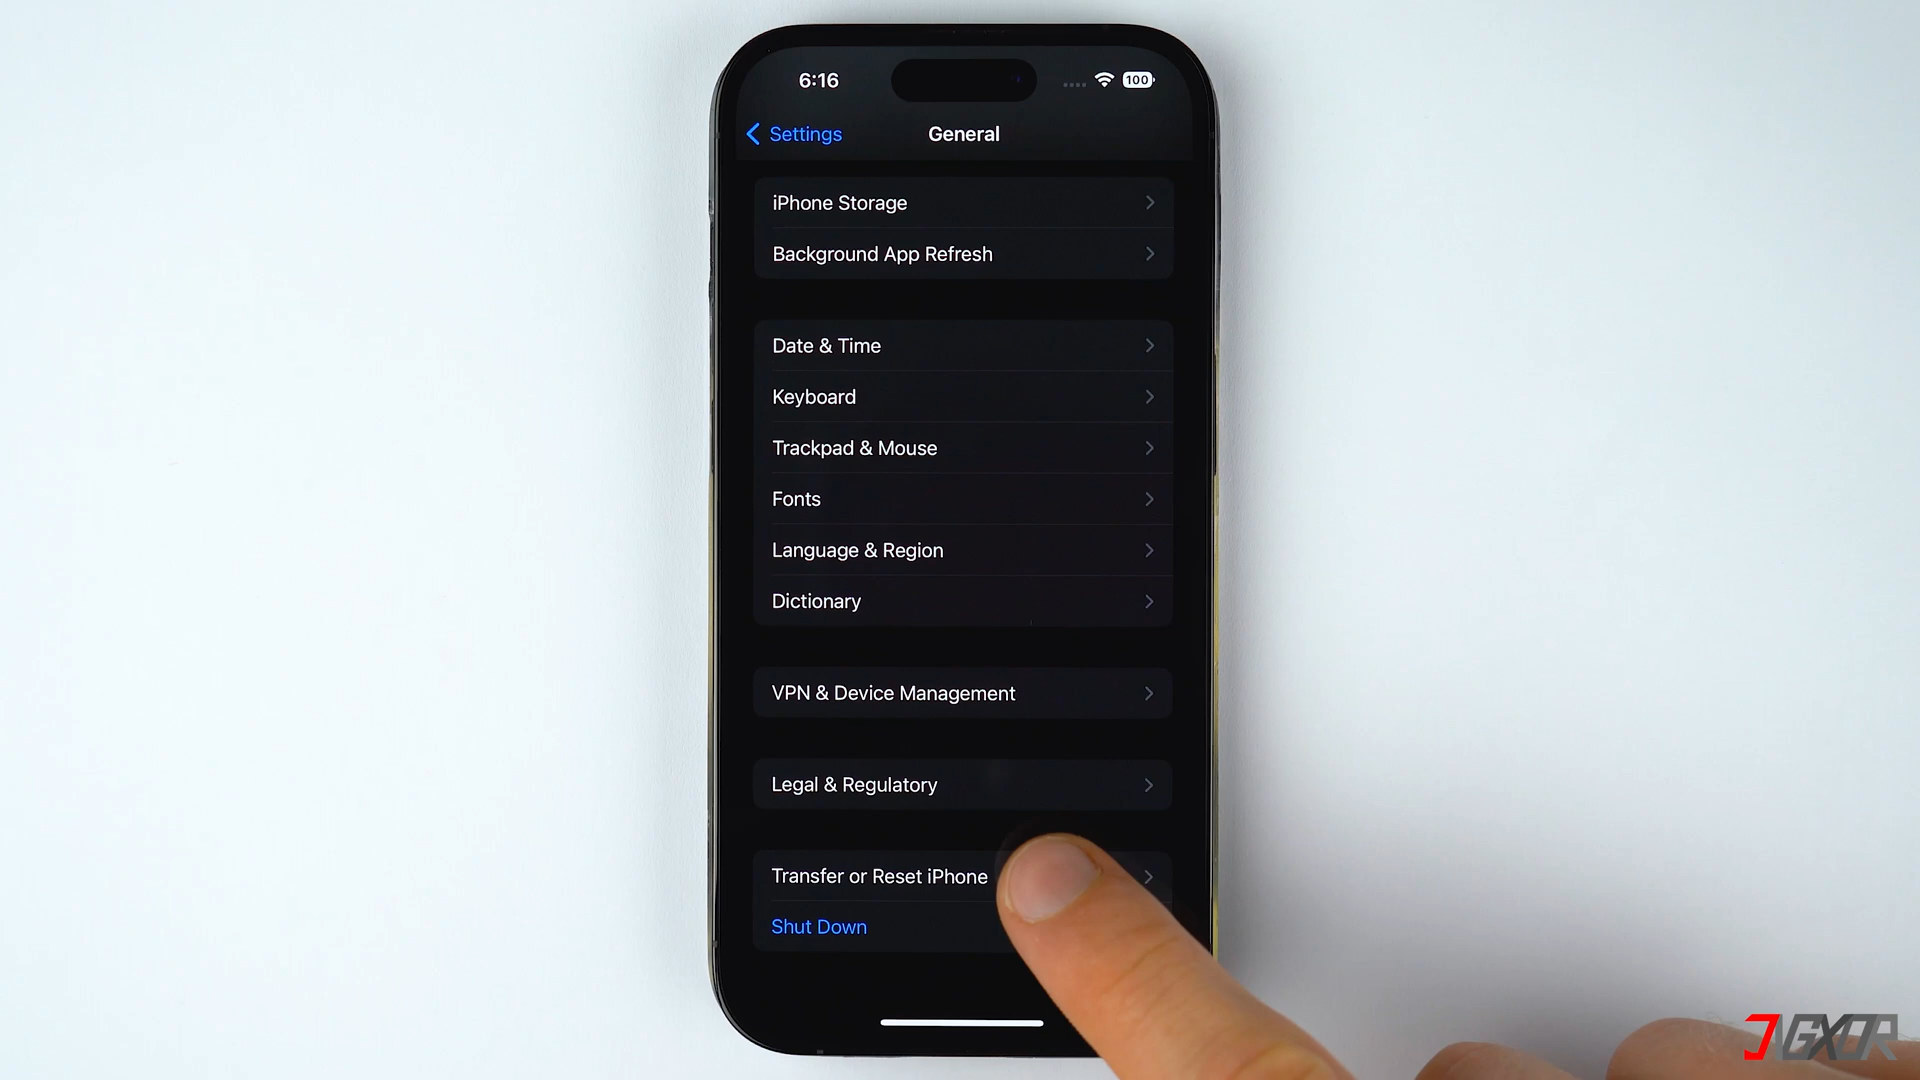 6:16
100
Settings
General
iPhone Storage
Background App Refresh
Date & Time
Keyboard
Trackpad & Mouse
Fonts
Language & Region
Dictionary
VPN & Device Management
Legal & Regulatory
Transfer or Reset iPhone
Shut Down
JVGXOR